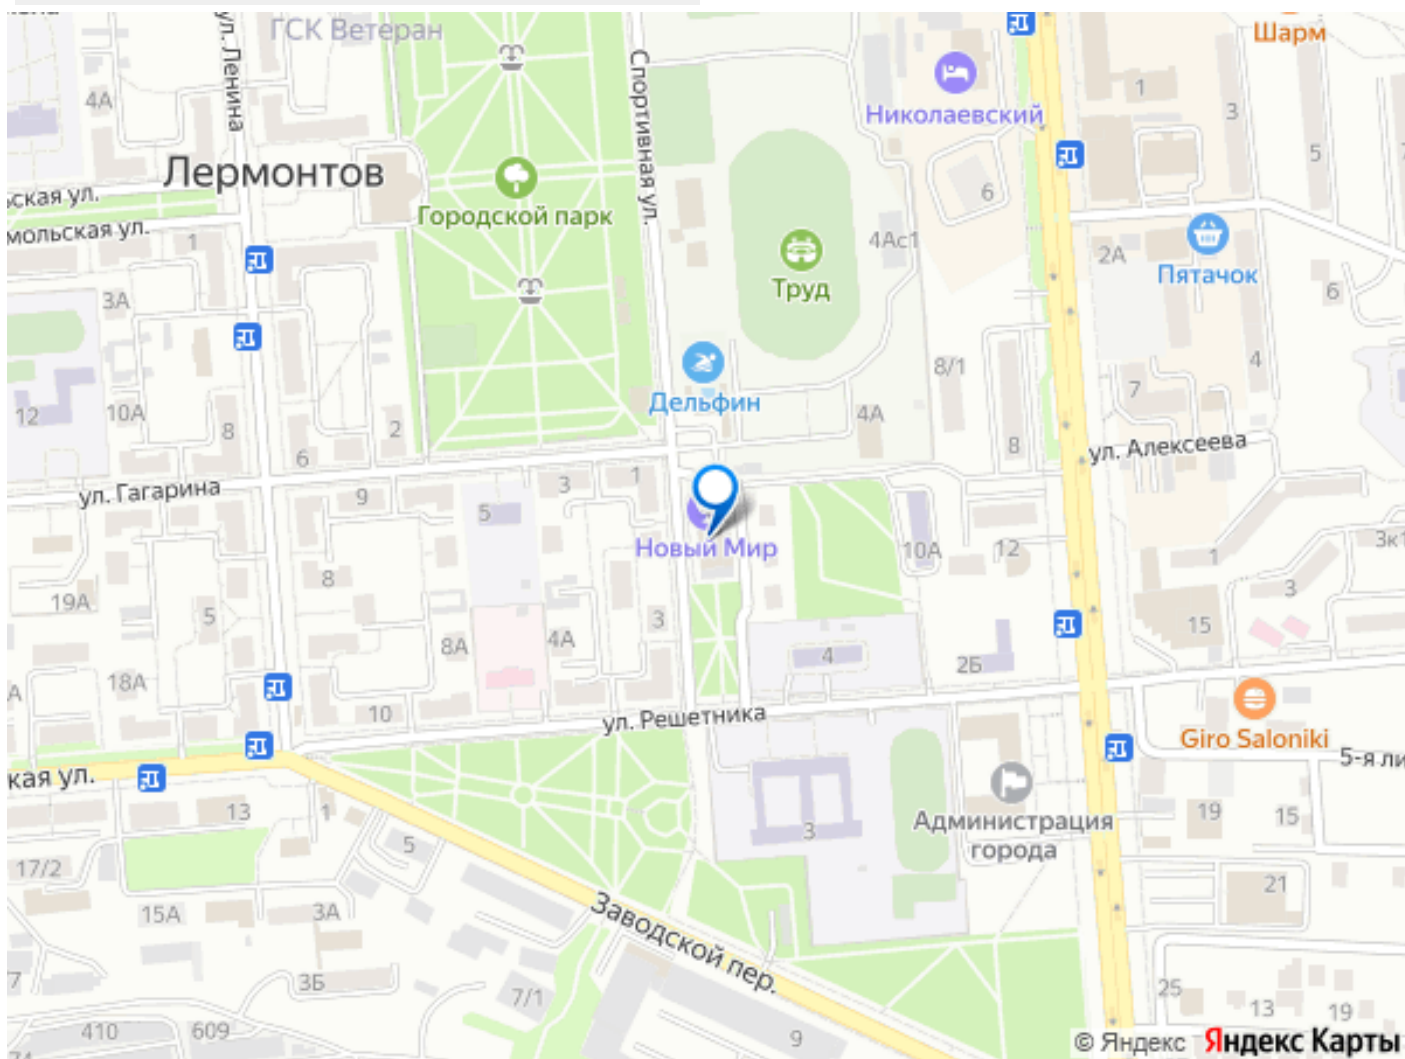 ГСК Ветеран
Шарм
ул. Ленина
Спортивная ул.
4А
1
3
Николаевский
Лермонтов
5
6
ская ул.
Городской парк
мольская ул.
1
4Ас1
2А
Пятачок
Труд
6
3А
8/1
4
7
Дельфин
12
10А
8
2
4А
8
ул. Алексеева
6
ул. Гагарина
9
5
3
1
Новый Мир
10А
12
1
3к1
8
19А
5
3
3
15
8А
4А
4
2Б
18А
10
ул. Решетника
Giro Saloniki
5-я ли
кая ул.
13
1
5
3
Администрация
города
19
15
17/2
21
15А
3А
Заводской пер.
3Б
7/1
25
13
19
410
609
9
© Яндекс Яндекс Карты